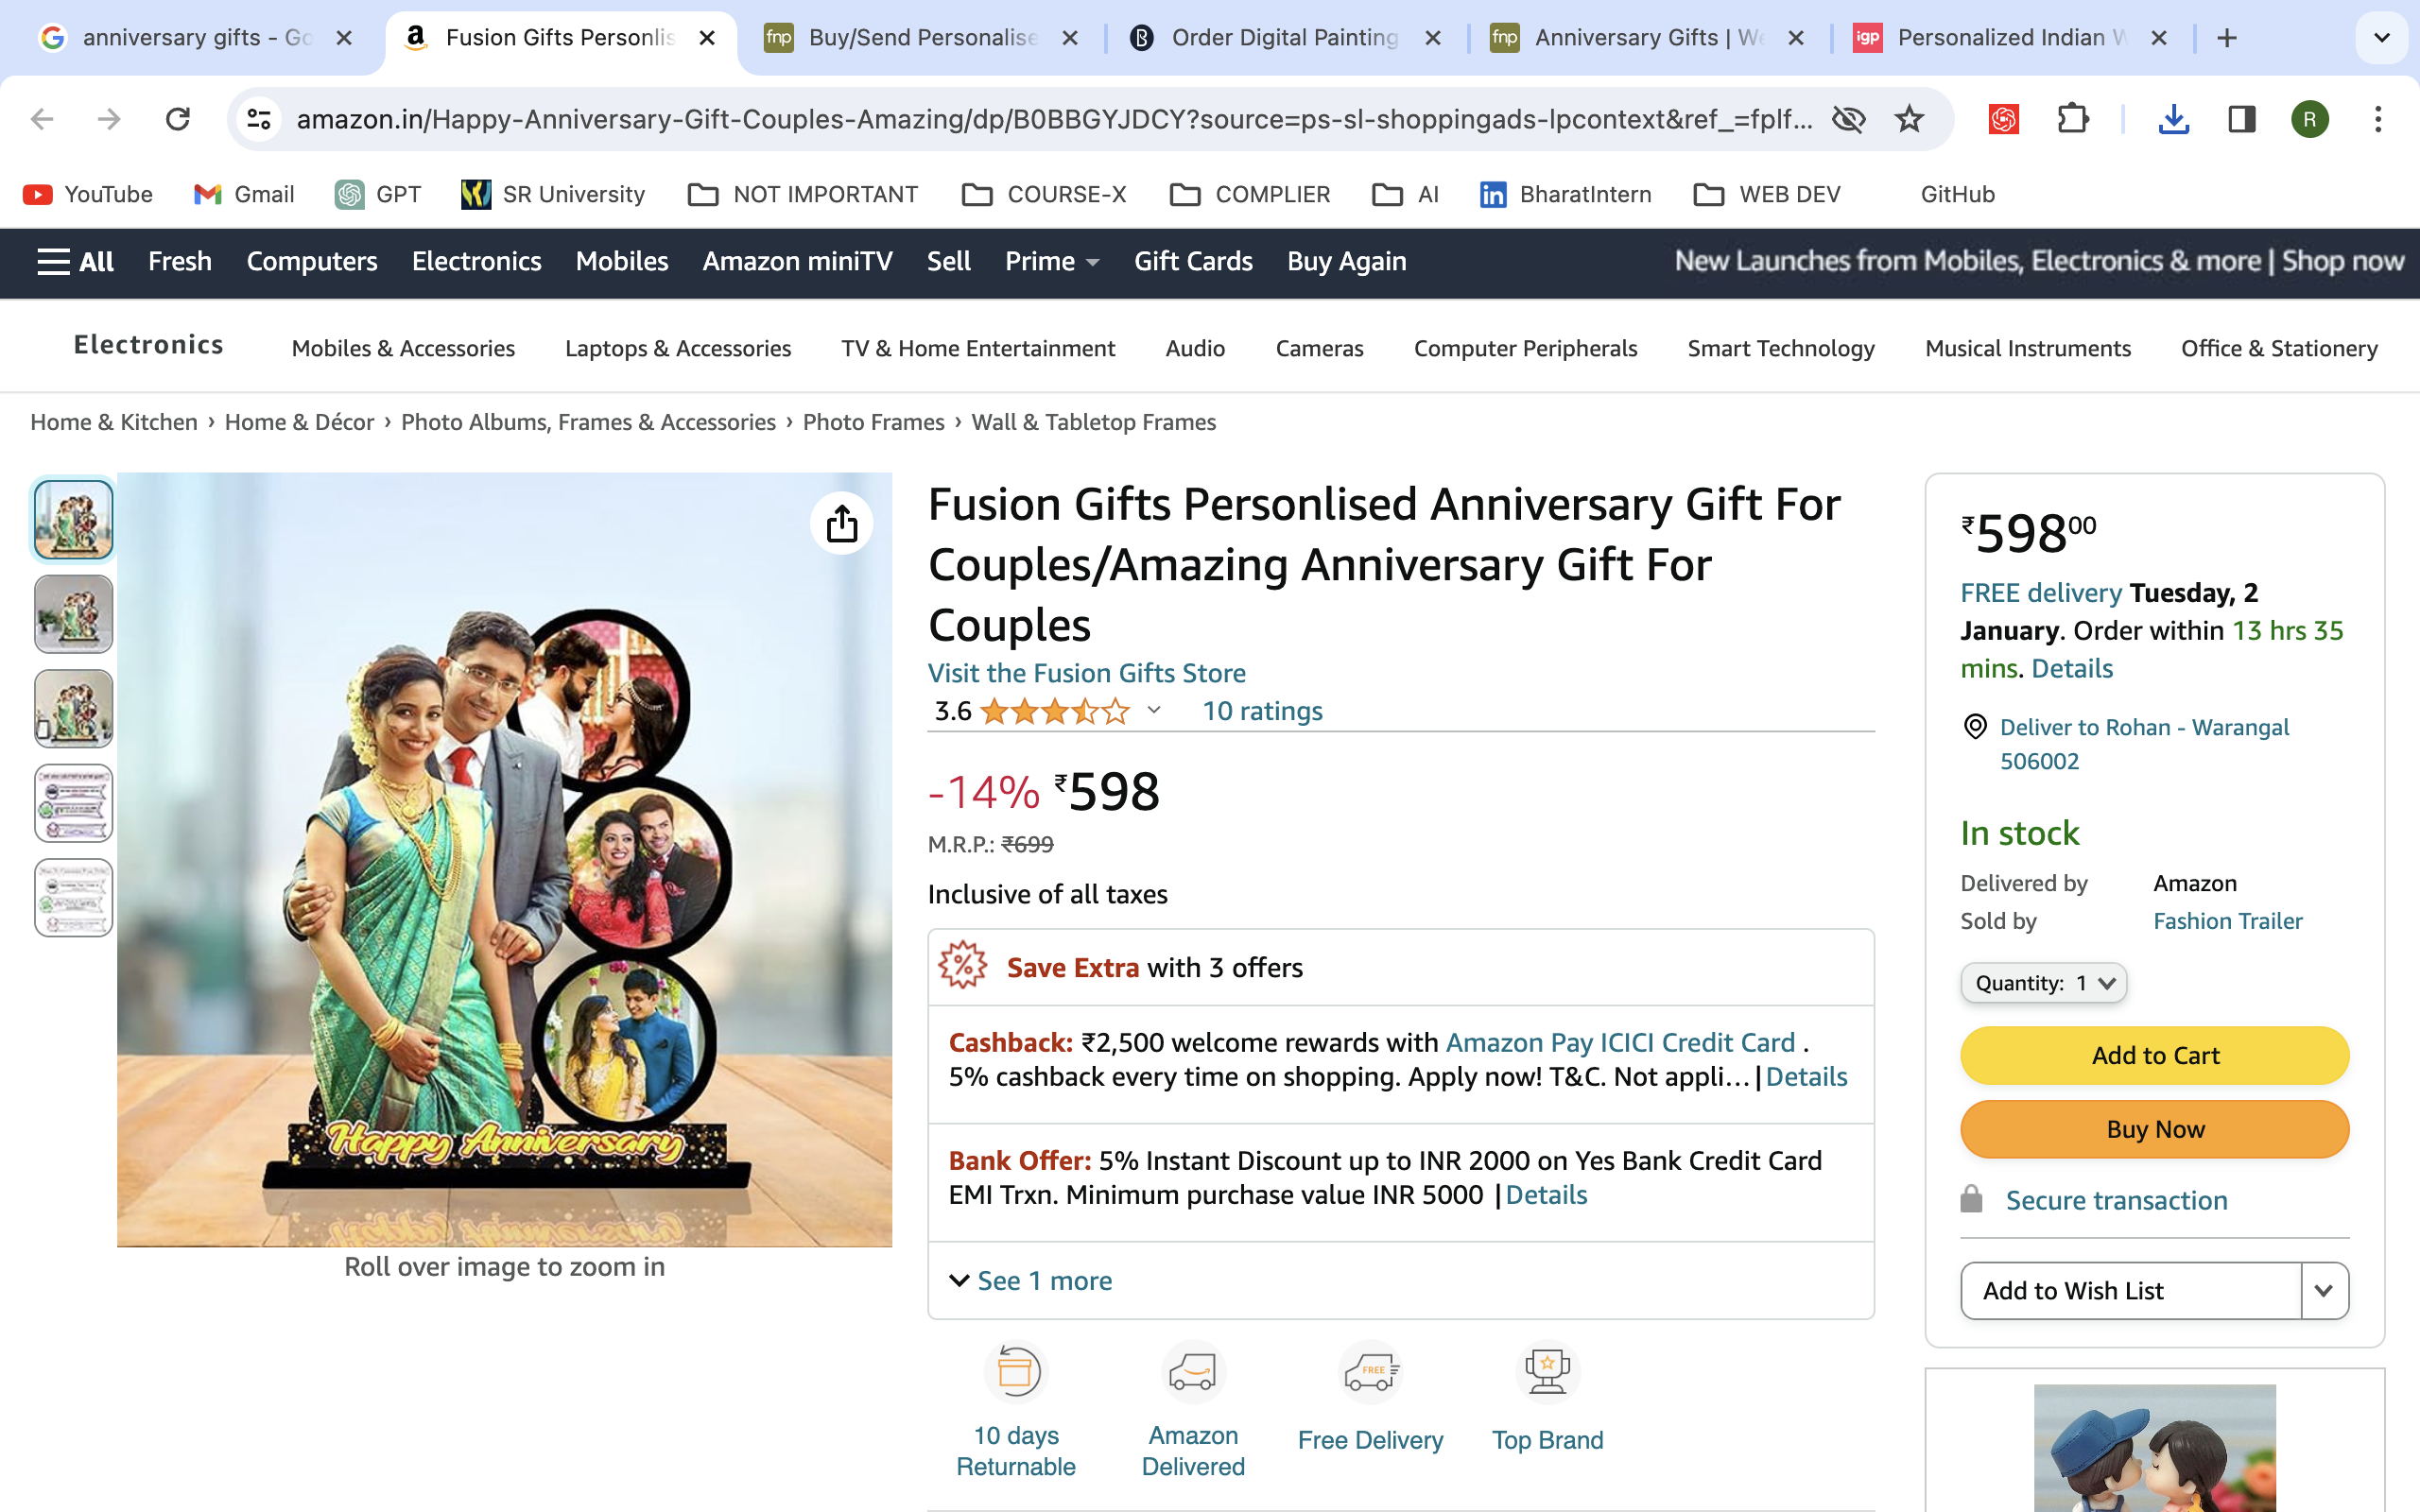 anniversary gifts - Go
Fusion Gifts Personlis
fnp Buy/Send Personalise
Order Digital Painting
fnp Anniversary Gifts | We
igp Personalized Indian W
amazon.in/Happy-Anniversary-Gift-Couples-Amazing/dp/B0BBGYJDCY?source=ps-sl-shoppingads-lpcontext&ref_=fplf...
R
YouTube Gmail GPT SR University NOT IMPORTANT COURSE-X COMPLIER AI BharatIntern WEB DEV GitHub
All Fresh Computers Electronics Mobiles Amazon miniTV Sell Prime Gift Cards Buy Again New Launches from Mobiles, Electronics & more | Shop now
Electronics Mobiles & Accessories Laptops & Accessories TV & Home Entertainment Audio Cameras Computer Peripherals Smart Technology Musical Instruments Office & Stationery
Home & Kitchen › Home & Décor › Photo Albums, Frames & Accessories › Photo Frames › Wall & Tabletop Frames
Happy Anniversary
Roll over image to zoom in
Fusion Gifts Personlised Anniversary Gift For
Couples/Amazing Anniversary Gift For
Couples
Visit the Fusion Gifts Store
3.6 10 ratings
-14% ₹598
M.R.P.: ₹699
Inclusive of all taxes
Save Extra with 3 offers
Cashback: ₹2,500 welcome rewards with Amazon Pay ICICI Credit Card .
5% cashback every time on shopping. Apply now! T&C. Not appli... | Details
Bank Offer: 5% Instant Discount up to INR 2000 on Yes Bank Credit Card
EMI Trxn. Minimum purchase value INR 5000 | Details
See 1 more
FREE
10 days
Returnable
Amazon
Delivered
Free Delivery
Top Brand
₹59800
FREE delivery Tuesday, 2
January. Order within 13 hrs 35
mins. Details
Deliver to Rohan - Warangal
506002
In stock
Delivered by Amazon
Sold by Fashion Trailer
Quantity: 1
Add to Cart
Buy Now
Secure transaction
Add to Wish List